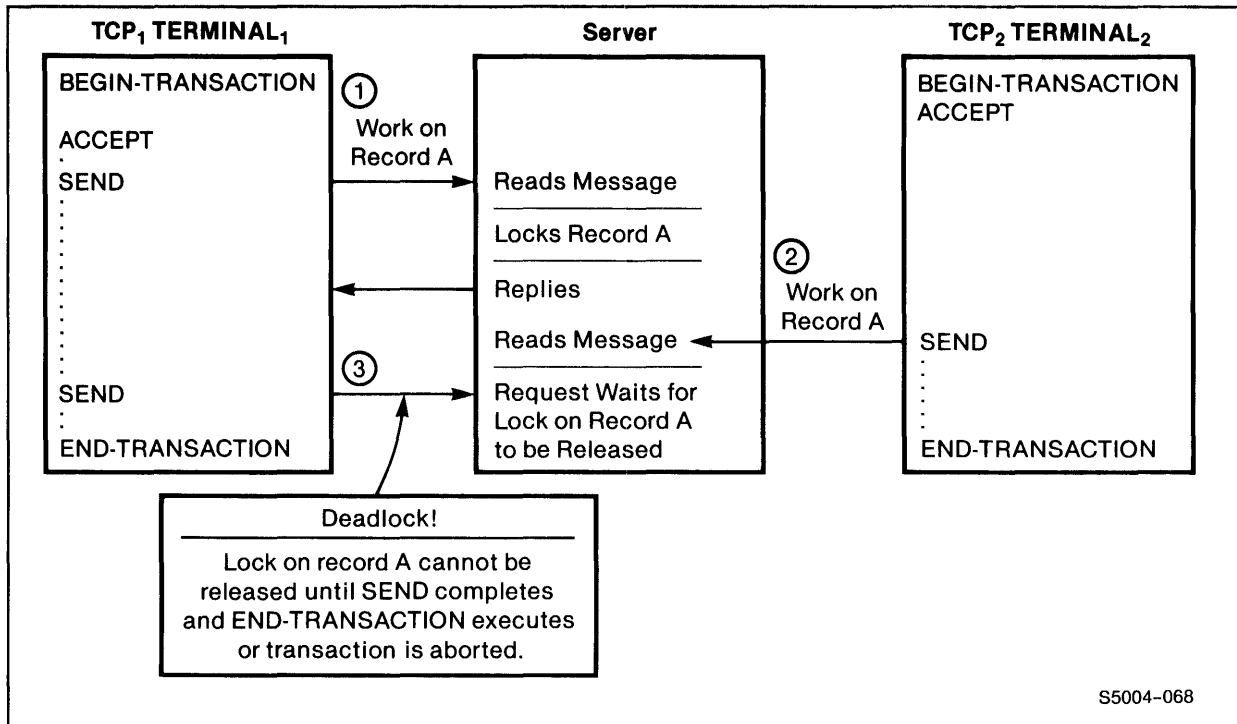 TCP₁ TERMINAL₁
BEGIN-TRANSACTION
ACCEPT
SEND
SEND
END-TRANSACTION
1
Work on
Record A
3
Server
Reads Message
Locks Record A
Replies
Reads Message
Request Waits for
Lock on Record A
to be Released
2
Work on
Record A
TCP₂ TERMINAL₂
BEGIN-TRANSACTION
ACCEPT
SEND
END-TRANSACTION
Deadlock!
Lock on record A cannot be
released until SEND completes
and END-TRANSACTION executes
or transaction is aborted.
S5004-068